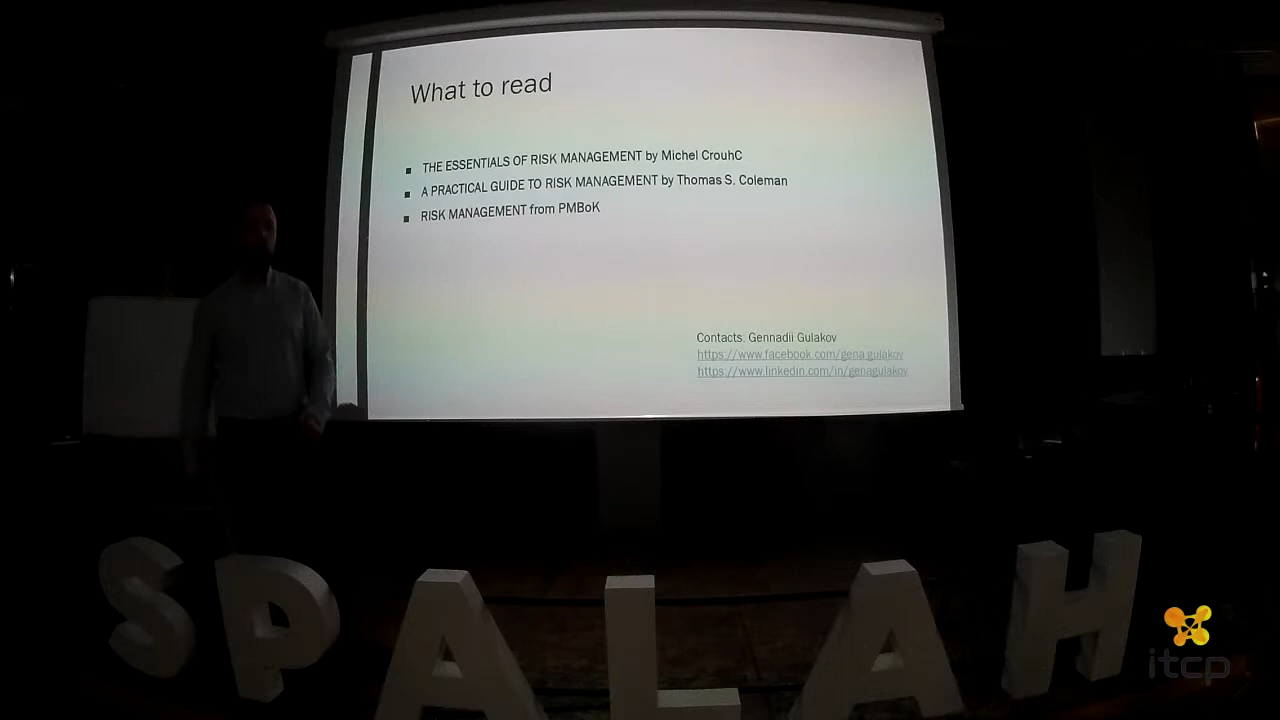 What to read
THE ESSENTIALS OF RISK MANAGEMENT by Michel CrouhC
A PRACTICAL GUIDE TO RISK MANAGEMENT by Thomas S. Coleman
RISK MANAGEMENT from PMBoK
Contacts: Gennadii Gulakov
https://www.facebook.com/gena.gulakov
https://www.linkedin.com/in/genagulakov
SPALAH
itcp